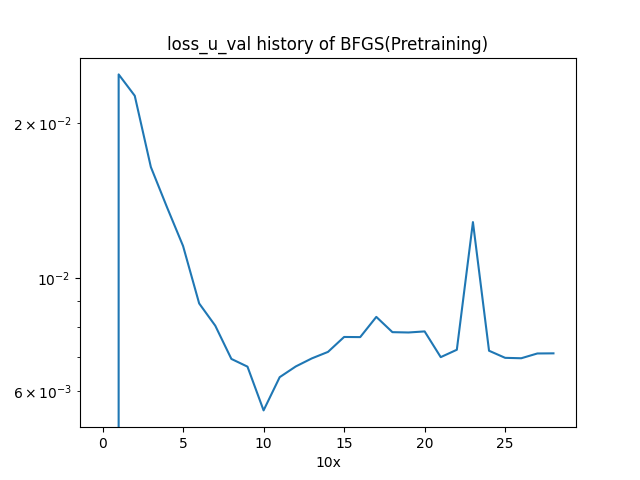 loss_u_val history of BFGS(Pretraining)
2 × 10⁻²
10⁻²
6 × 10⁻³
0 5 10 15 20 25
10x